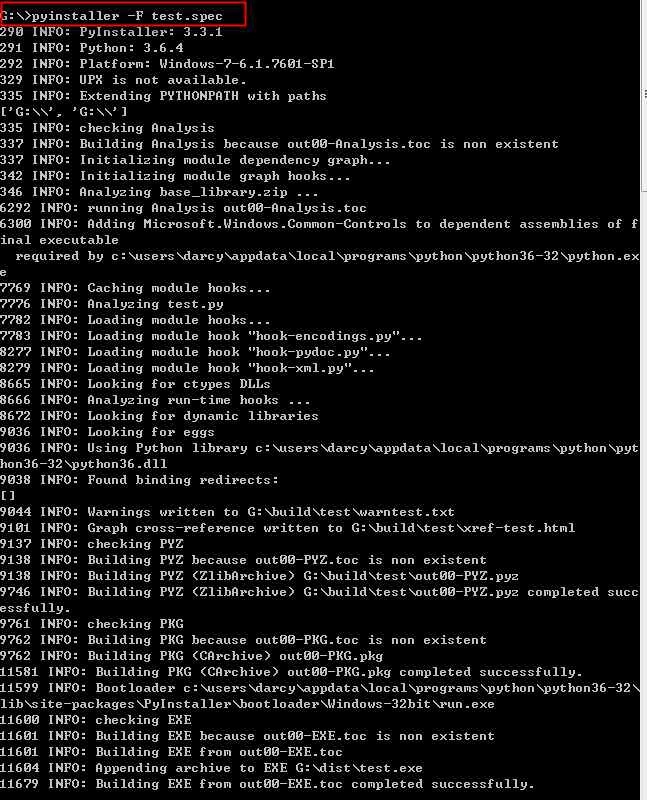 G:\>pyinstaller -F test.spec
290 INFO: PyInstaller: 3.3.1
291 INFO: Python: 3.6.4
292 INFO: Platform: Windows-7-6.1.7601-SP1
329 INFO: UPX is not available.
335 INFO: Extending PYTHONPATH with paths
['G:\\', 'G:\\']
335 INFO: checking Analysis
337 INFO: Building Analysis because out00-Analysis.toc is non existent
337 INFO: Initializing module dependency graph...
342 INFO: Initializing module graph hooks...
346 INFO: Analyzing base_library.zip ...
6292 INFO: running Analysis out00-Analysis.toc
6300 INFO: Adding Microsoft.Windows.Common-Controls to dependent assemblies of f
inal executable
  required by c:\users\darcy\appdata\local\programs\python\python36-32\python.ex
e
7769 INFO: Caching module hooks...
7776 INFO: Analyzing test.py
7782 INFO: Loading module hooks...
7783 INFO: Loading module hook "hook-encodings.py"...
8277 INFO: Loading module hook "hook-pydoc.py"...
8279 INFO: Loading module hook "hook-xml.py"...
8665 INFO: Looking for ctypes DLLs
8666 INFO: Analyzing run-time hooks ...
8672 INFO: Looking for dynamic libraries
9036 INFO: Looking for eggs
9036 INFO: Using Python library c:\users\darcy\appdata\local\programs\python\pyt
hon36-32\python36.dll
9038 INFO: Found binding redirects:
[]
9044 INFO: Warnings written to G:\build\test\warntest.txt
9101 INFO: Graph cross-reference written to G:\build\test\xref-test.html
9137 INFO: checking PYZ
9138 INFO: Building PYZ because out00-PYZ.toc is non existent
9138 INFO: Building PYZ (ZlibArchive) G:\build\test\out00-PYZ.pyz
9746 INFO: Building PYZ (ZlibArchive) G:\build\test\out00-PYZ.pyz completed succ
essfully.
9761 INFO: checking PKG
9762 INFO: Building PKG because out00-PKG.toc is non existent
9762 INFO: Building PKG (CArchive) out00-PKG.pkg
11581 INFO: Building PKG (CArchive) out00-PKG.pkg completed successfully.
11599 INFO: Bootloader c:\users\darcy\appdata\local\programs\python\python36-32\
lib\site-packages\PyInstaller\bootloader\Windows-32bit\run.exe
11600 INFO: checking EXE
11601 INFO: Building EXE because out00-EXE.toc is non existent
11601 INFO: Building EXE from out00-EXE.toc
11604 INFO: Appending archive to EXE G:\dist\test.exe
11679 INFO: Building EXE from out00-EXE.toc completed successfully.